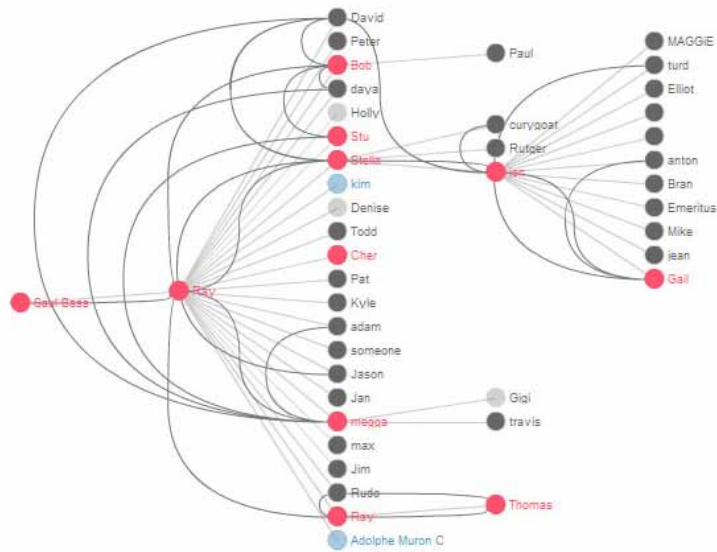 Saul Bass
Ray
David
Peter
Bob
daya
Holly
Stu
Stella
kim
Denise
Todd
Cher
Pat
Kyle
adam
someone
Jason
Jan
megga
max
Jim
Rudo
Ray
Adolphe Muron C
Paul
curygoat
Rutger
jon
Gigi
travis
Thomas
MAGGiE
turd
Elliot
anton
Bran
Emeritus
Mike
jean
Gail